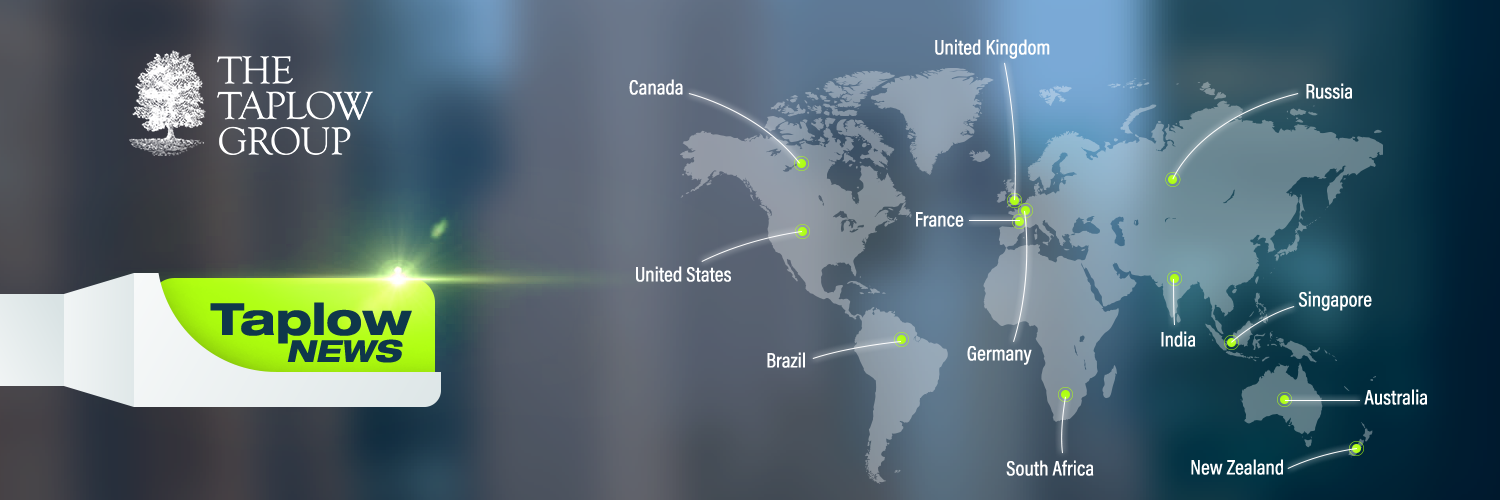 THE
TAPLOW
GROUP
Taplow
NEWS
United Kingdom
Canada
Russia
France
United States
Singapore
India
Germany
Brazil
Australia
South Africa
New Zealand